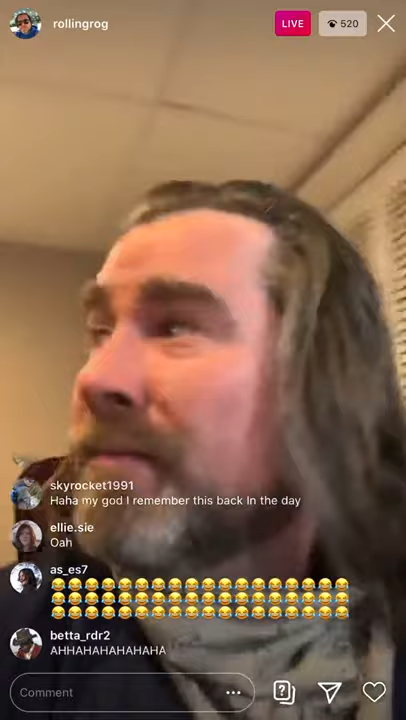 rollingrog
LIVE
520
skyrocket1991
Haha my god I remember this back In the day
ellie.sie
Oah
as_es7
😂😂😂😂😂😂😂😂😂😂😂😂😂😂😂😂😂😂
😂😂😂😂😂😂😂😂😂😂😂😂😂😂😂😂😂😂
😂😂😂😂😂😂😂😂😂😂😂😂😂😂😂😂😂😂
betta_rdr2
AHHAHAHAHAHAHA
Comment